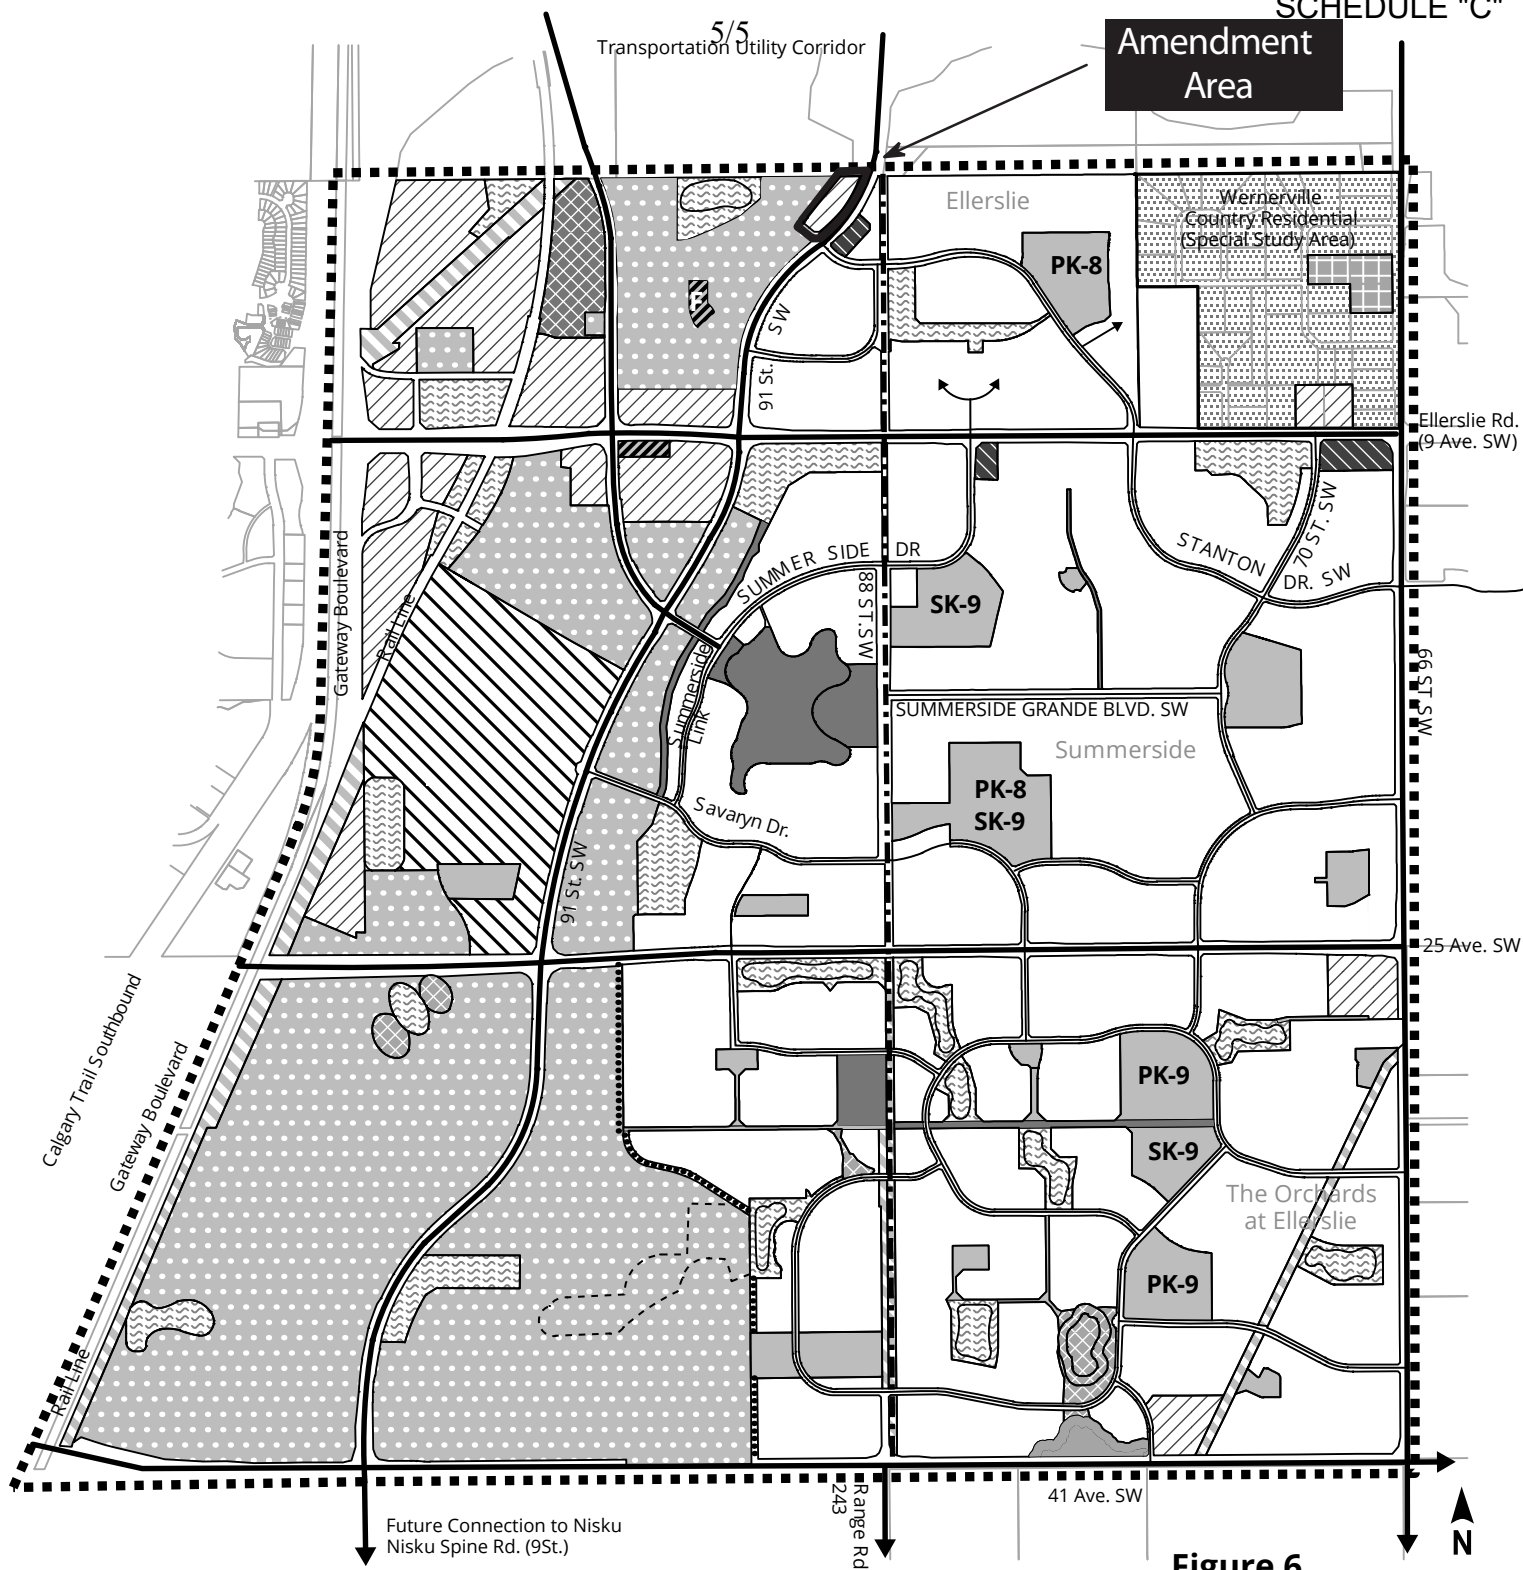 SCHEDULE "C"
5/5
Transportation Utility Corridor
Amendment
Area
Ellerslie
Wernerville
Country Residential
(Special Study Area)
PK-8
SW
91 St.
Ellerslie Rd.
(9 Ave. SW)
Gateway Boulevard
Rail Line
SUMMER SIDE DR
88 ST.SW
STANTON DR. SW
70 ST. SW
SK-9
66 ST SW
Summerside
Link
SUMMERSIDE GRANDE BLVD. SW
Summerside
PK-8
SK-9
Savaryn Dr.
91 St. SW
25 Ave. SW
Calgary Trail Southbound
Gateway Boulevard
PK-9
SK-9
The Orchards
at Ellerslie
PK-9
Rail Line
41 Ave. SW
Range Rd
243
Future Connection to Nisku
Nisku Spine Rd. (9St.)
N
Figure 6